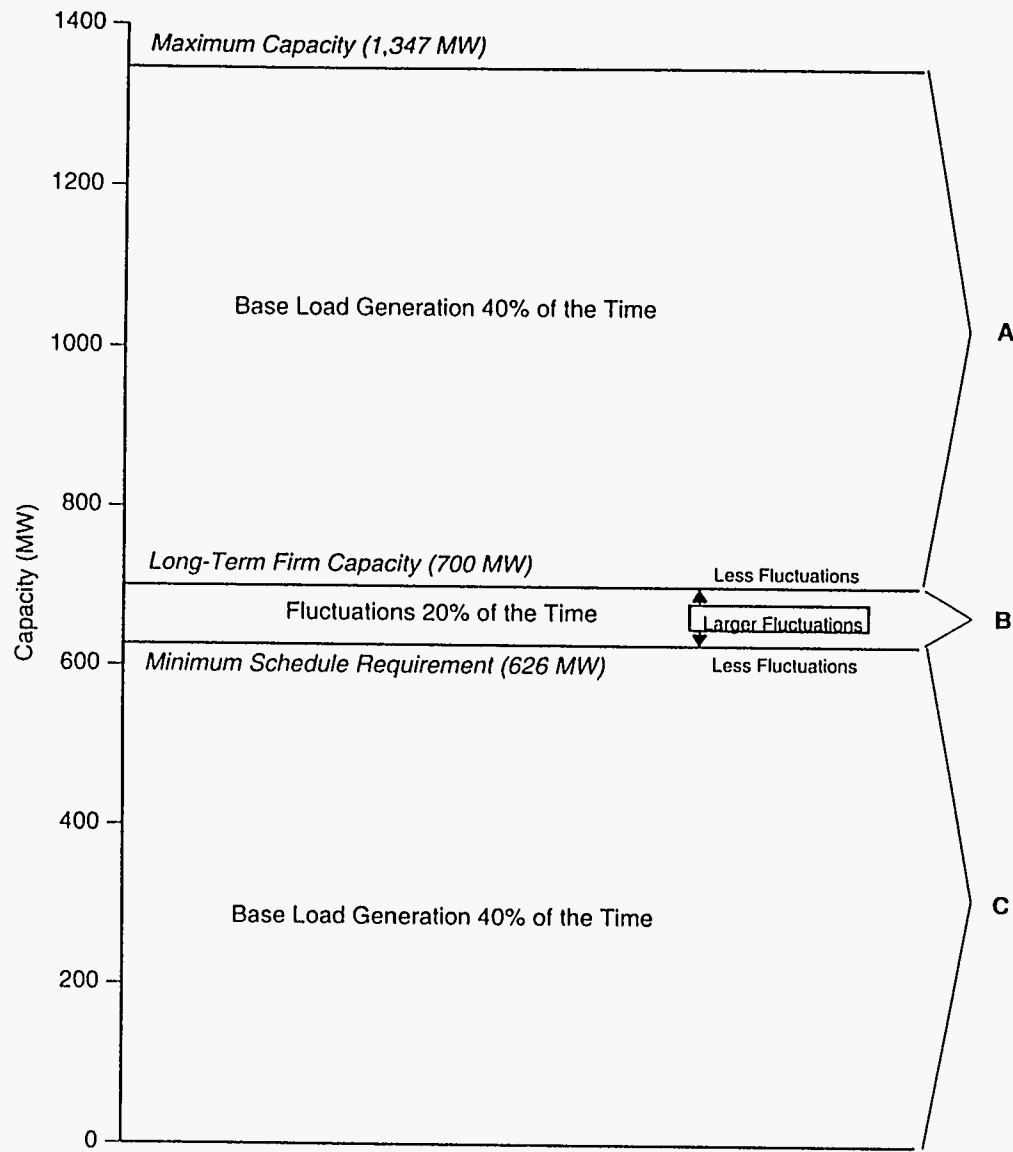 1400
Maximum Capacity (1,347 MW)
1200
Base Load Generation 40% of the Time
A
1000
Capacity (MW)
800
Long-Term Firm Capacity (700 MW)
Less Fluctuations
Fluctuations 20% of the Time
Larger Fluctuations
B
600
Minimum Schedule Requirement (626 MW)
Less Fluctuations
400
Base Load Generation 40% of the Time
C
200
0